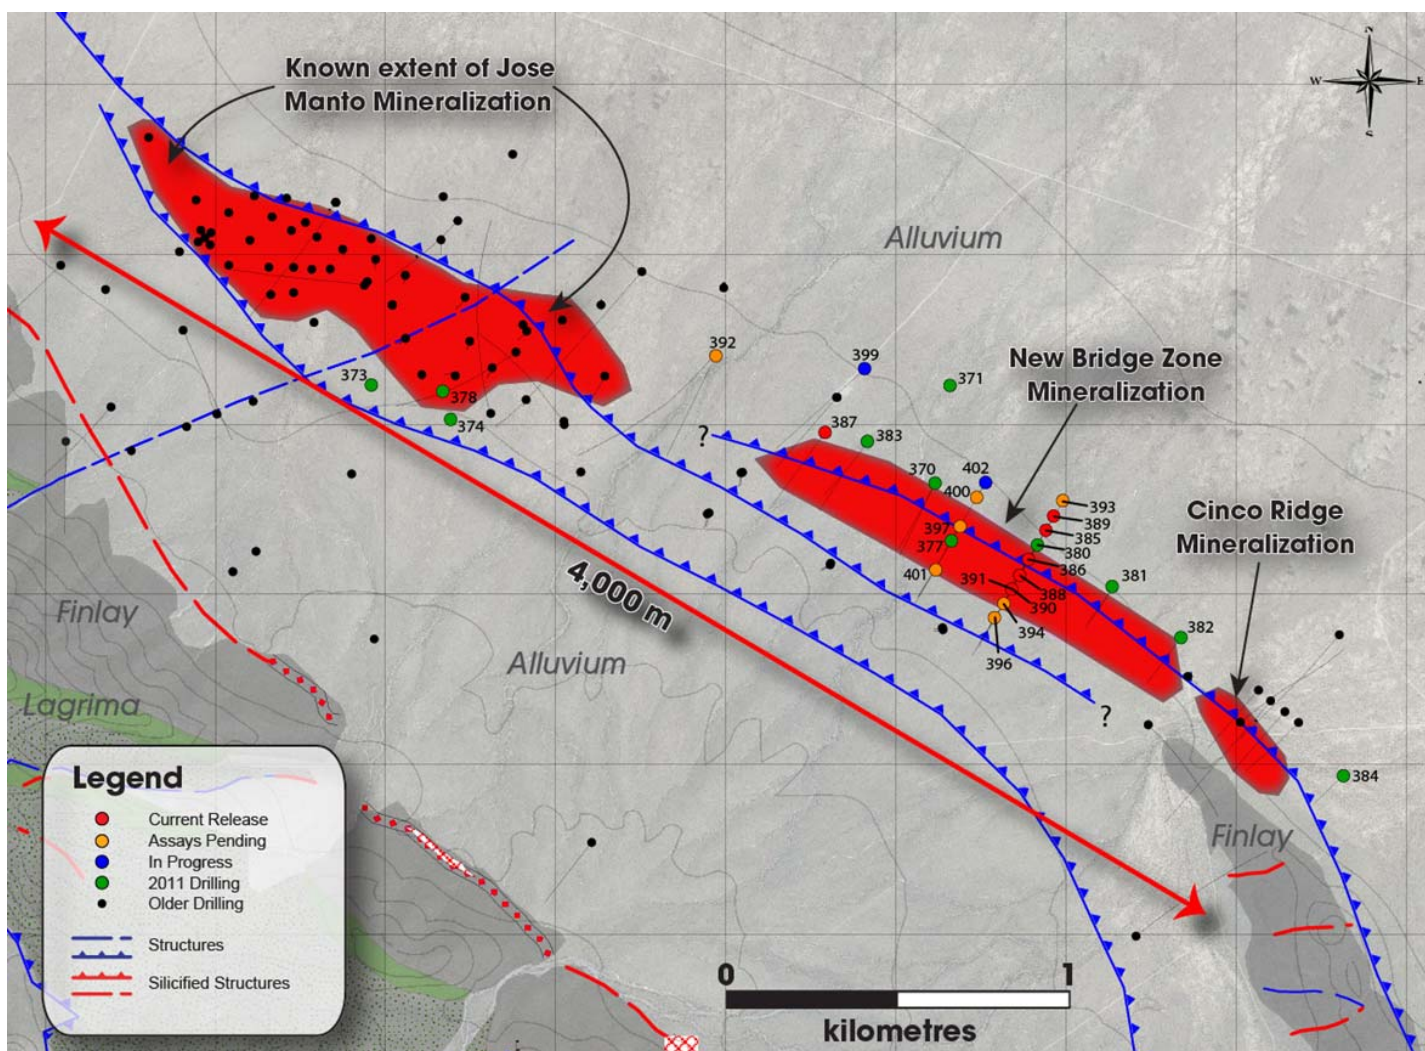 N
W
E
S
Known extent of Jose
Manto Mineralization
Alluvium
New Bridge Zone
Mineralization
Cinco Ridge
Mineralization
392
399
371
373
378
374
387
383
370
402
400
393
389
397
385
377
380
386
401
391
388
381
390
394
382
396
?
?
384
4,000 m
Finlay
Alluvium
Lagrima
Finlay
Legend
Current Release
Assays Pending
In Progress
2011 Drilling
Older Drilling
Structures
Silicified Structures
0
1
kilometres